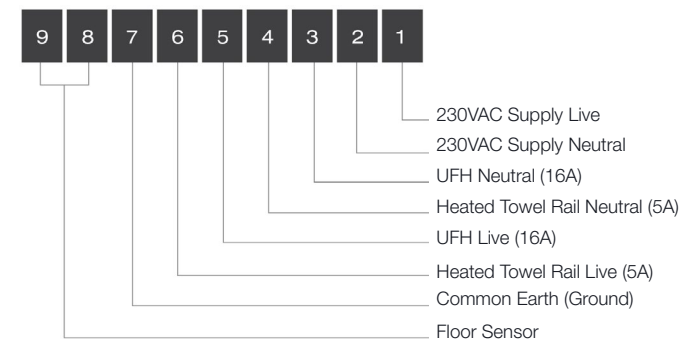 9 8 7 6 5 4 3 2 1
230VAC Supply Live
230VAC Supply Neutral
UFH Neutral (16A)
Heated Towel Rail Neutral (5A)
UFH Live (16A)
Heated Towel Rail Live (5A)
Common Earth (Ground)
Floor Sensor